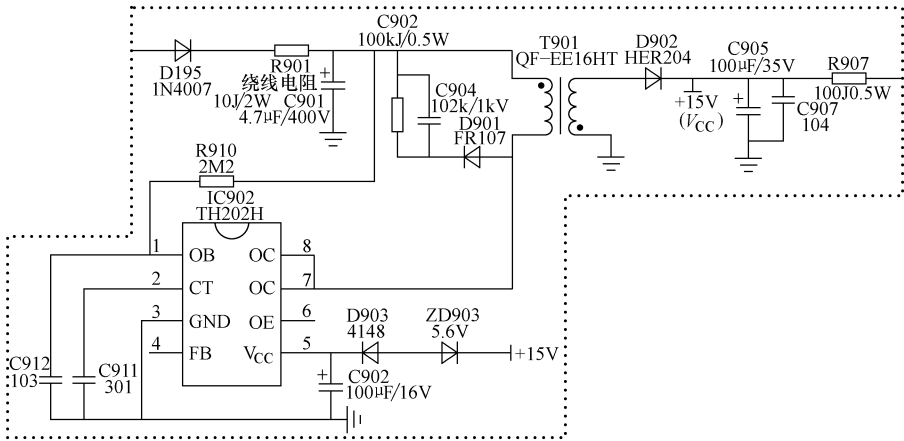 C902
100kJ/0.5W
T901
QF-EE16HT
D902
HER204
C905
100μF/35V
R907
100J0.5W
D195
1N4007
R901
绕线电阻
10J/2W
C901
4.7μF/400V
C904
102k/1kV
D901
FR107
+15V
(VCC)
C907
104
R910
2M2
IC902
TH202H
1 OB OC 8
2 CT OC 7
3 GND OE 6
4 FB VCC 5
D903
4148
ZD903
5.6V
+15V
C912
103
C911
301
C902
100μF/16V